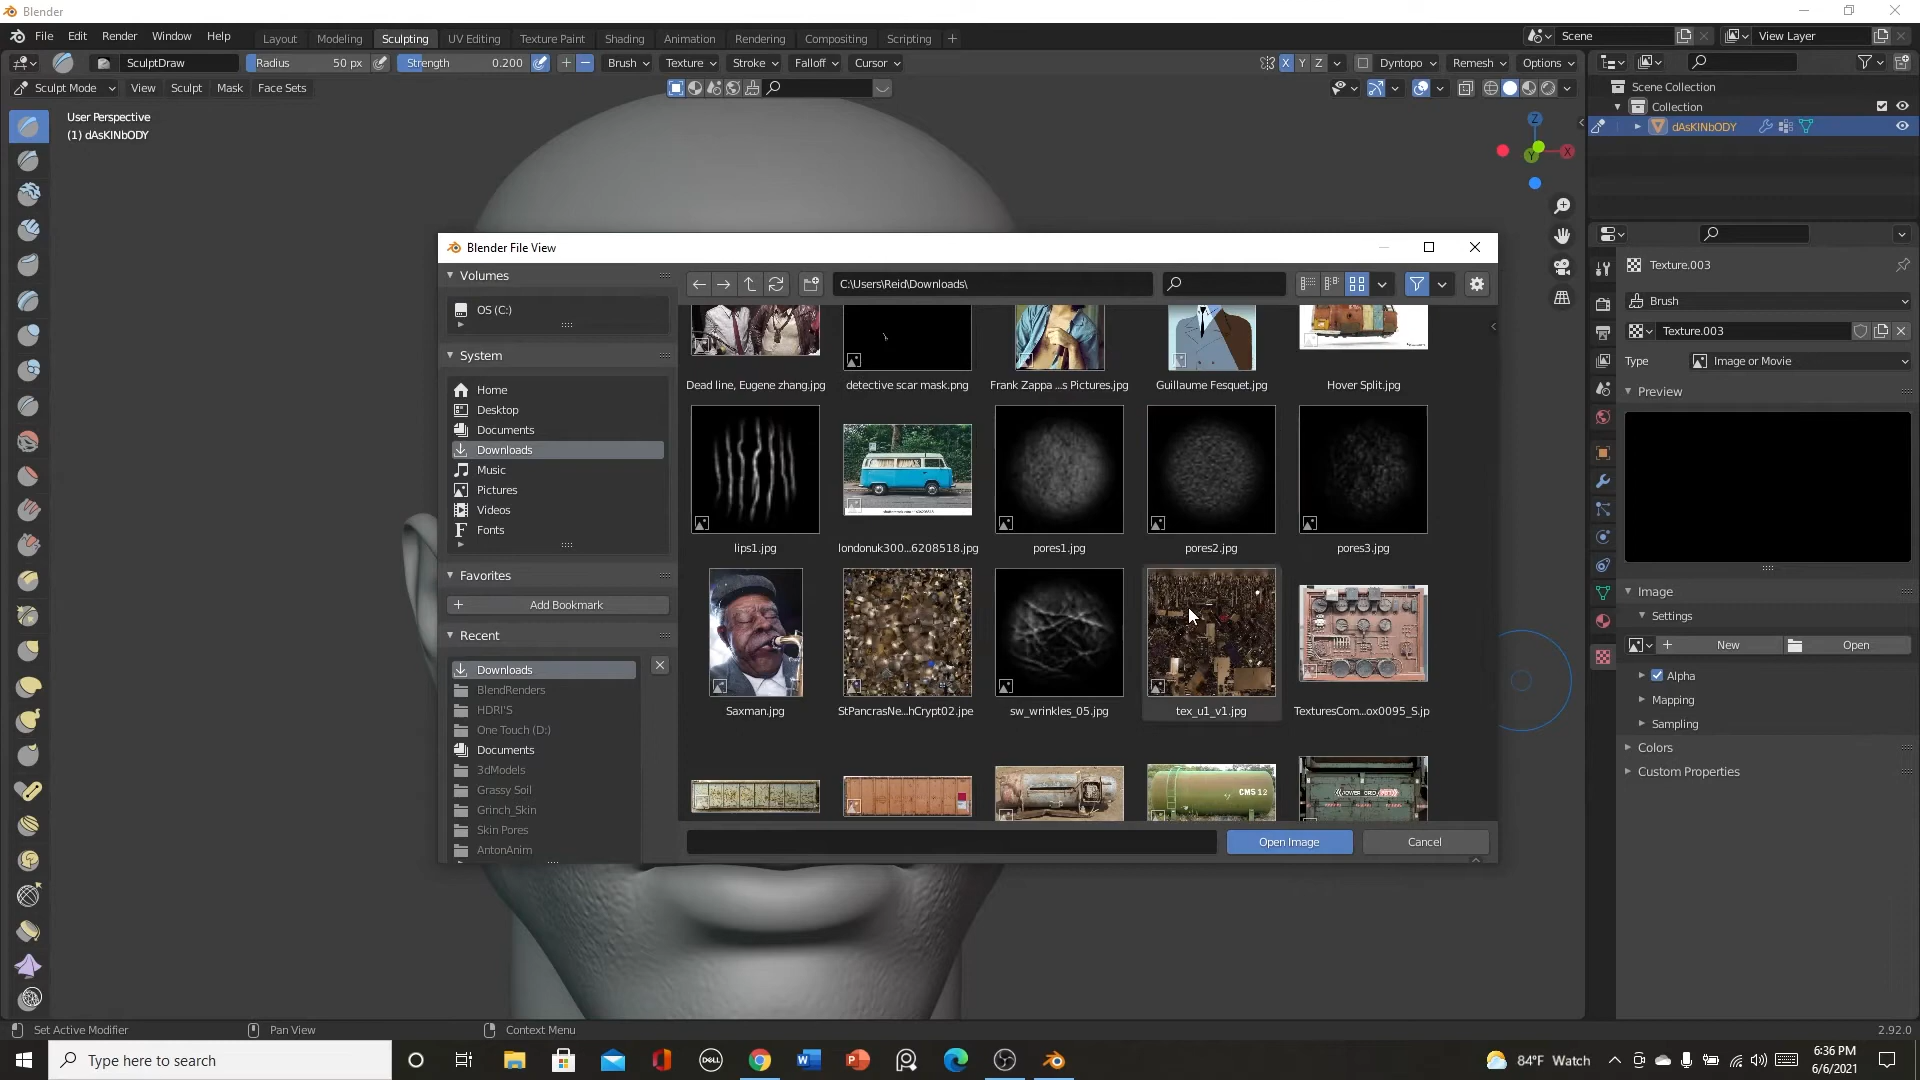 Blender
File Edit Render Window Help Layout Modeling Sculpting UV Editing Texture Paint Shading Animation Rendering Compositing Scripting + Scene View Layer
SculptDraw Radius 50 px Strength 0.200 Brush Texture Stroke Falloff Cursor X Y Z Dyntopo Remesh Options
Sculpt Mode View Sculpt Mask Face Sets
User Perspective
(1) dAsKINbODY
Z
X
Y
Scene Collection
Collection
dAsKINbODY
Blender File View
Volumes
OS (C:)
System
Home
Desktop
Documents
Downloads
Music
Pictures
Videos
Fonts
Favorites
Add Bookmark
Recent
Downloads
BlendRenders
HDRI'S
One Touch (D:)
Documents
3dModels
Grassy Soil
Grinch_Skin
Skin Pores
AntonAnim
C:\Users\Reid\Downloads\
Dead line, Eugene zhang.jpg detective scar mask.png Frank Zappa ...s Pictures.jpg Guillaume Fesquet.jpg Hover Split.jpg
lips1.jpg londonuk300...6208518.jpg pores1.jpg pores2.jpg pores3.jpg
Saxman.jpg StPancrasNe...hCrypt02.jpe sw_wrinkles_05.jpg tex_u1_v1.jpg TexturesCom...ox0095_S.jp
CMS 12
Open Image Cancel
Texture.003
Brush
Texture.003
Type Image or Movie
Preview
Image
Settings
New Open
Alpha
Mapping
Sampling
Colors
Custom Properties
Set Active Modifier Pan View Context Menu 2.92.0
Type here to search
DELL
84°F Watch
6:36 PM
6/6/2021